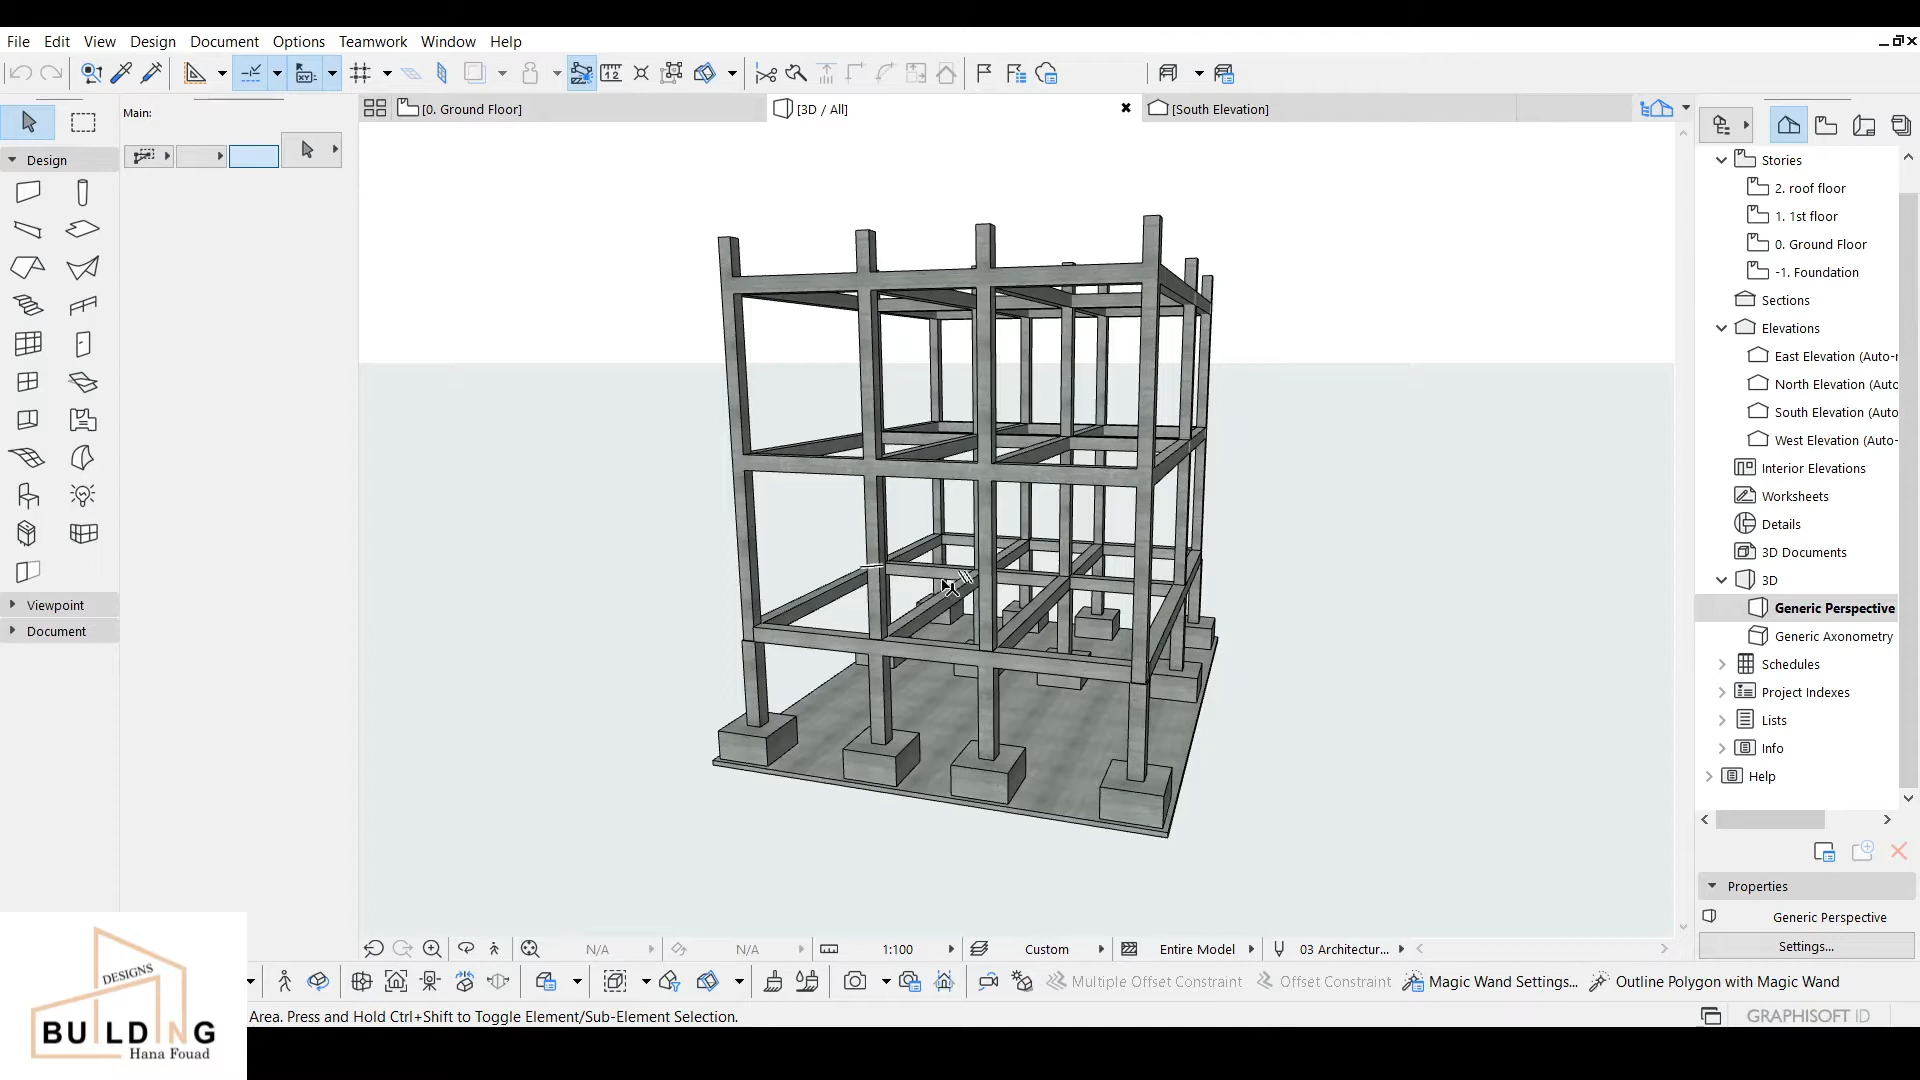 File Edit View Design Document Options Teamwork Window Help
[0. Ground Floor]
[3D / All]
[South Elevation]
Main:
Design
Viewpoint
Document
Stories
2. roof floor
1. 1st floor
0. Ground Floor
-1. Foundation
Sections
Elevations
East Elevation (Auto-r
North Elevation (Autc
South Elevation (Autc
West Elevation (Auto-
Interior Elevations
Worksheets
Details
3D Documents
3D
Generic Perspective
Generic Axonometry
Schedules
Project Indexes
Lists
Info
Help
Properties
Generic Perspective
Settings...
N/A N/A 1:100 Custom Entire Model 03 Architectur...
Multiple Offset Constraint Offset Constraint Magic Wand Settings... Outline Polygon with Magic Wand
Area. Press and Hold Ctrl+Shift to Toggle Element/Sub-Element Selection.
GRAPHISOFT ID
DESIGNS
BUILDING
Hana Fouad